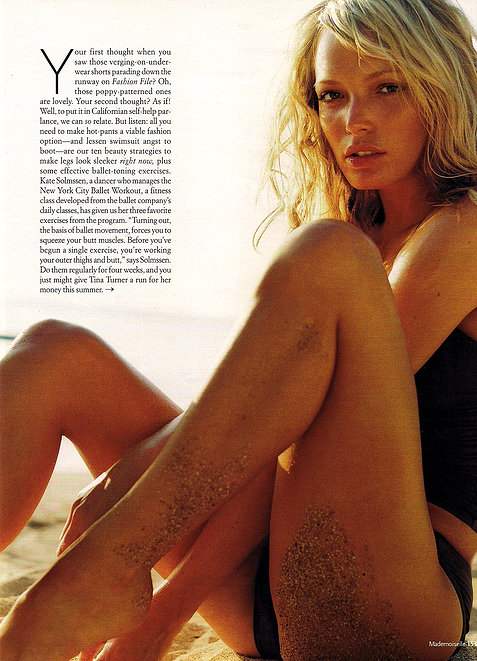 Your first thought when you
saw those verging-on-under-
wear shorts parading down the
runway on Fashion File? Oh,
those poppy-patterned ones
are lovely. Your second thought? As if!
Well, to put it in Californian self-help par-
lance, we can so relate. But listen: all you
need to make hot-pants a viable fashion
option—and lessen swimsuit angst to
boot—are our ten beauty strategies to
make legs look sleeker right now, plus
some effective ballet-toning exercises.
Kate Solmssen, a dancer who manages the
New York City Ballet Workout, a fitness
class developed from the ballet company's
daily classes, has given us her three favorite
exercises from the program. "Turning out,
the basis of ballet movement, forces you to
squeeze your butt muscles. Before you've
begun a single exercise, you're working
your outer thighs and butt," says Solmssen.
Do them regularly for four weeks, and you
just might give Tina Turner a run for her
money this summer. →
Mademoiselle